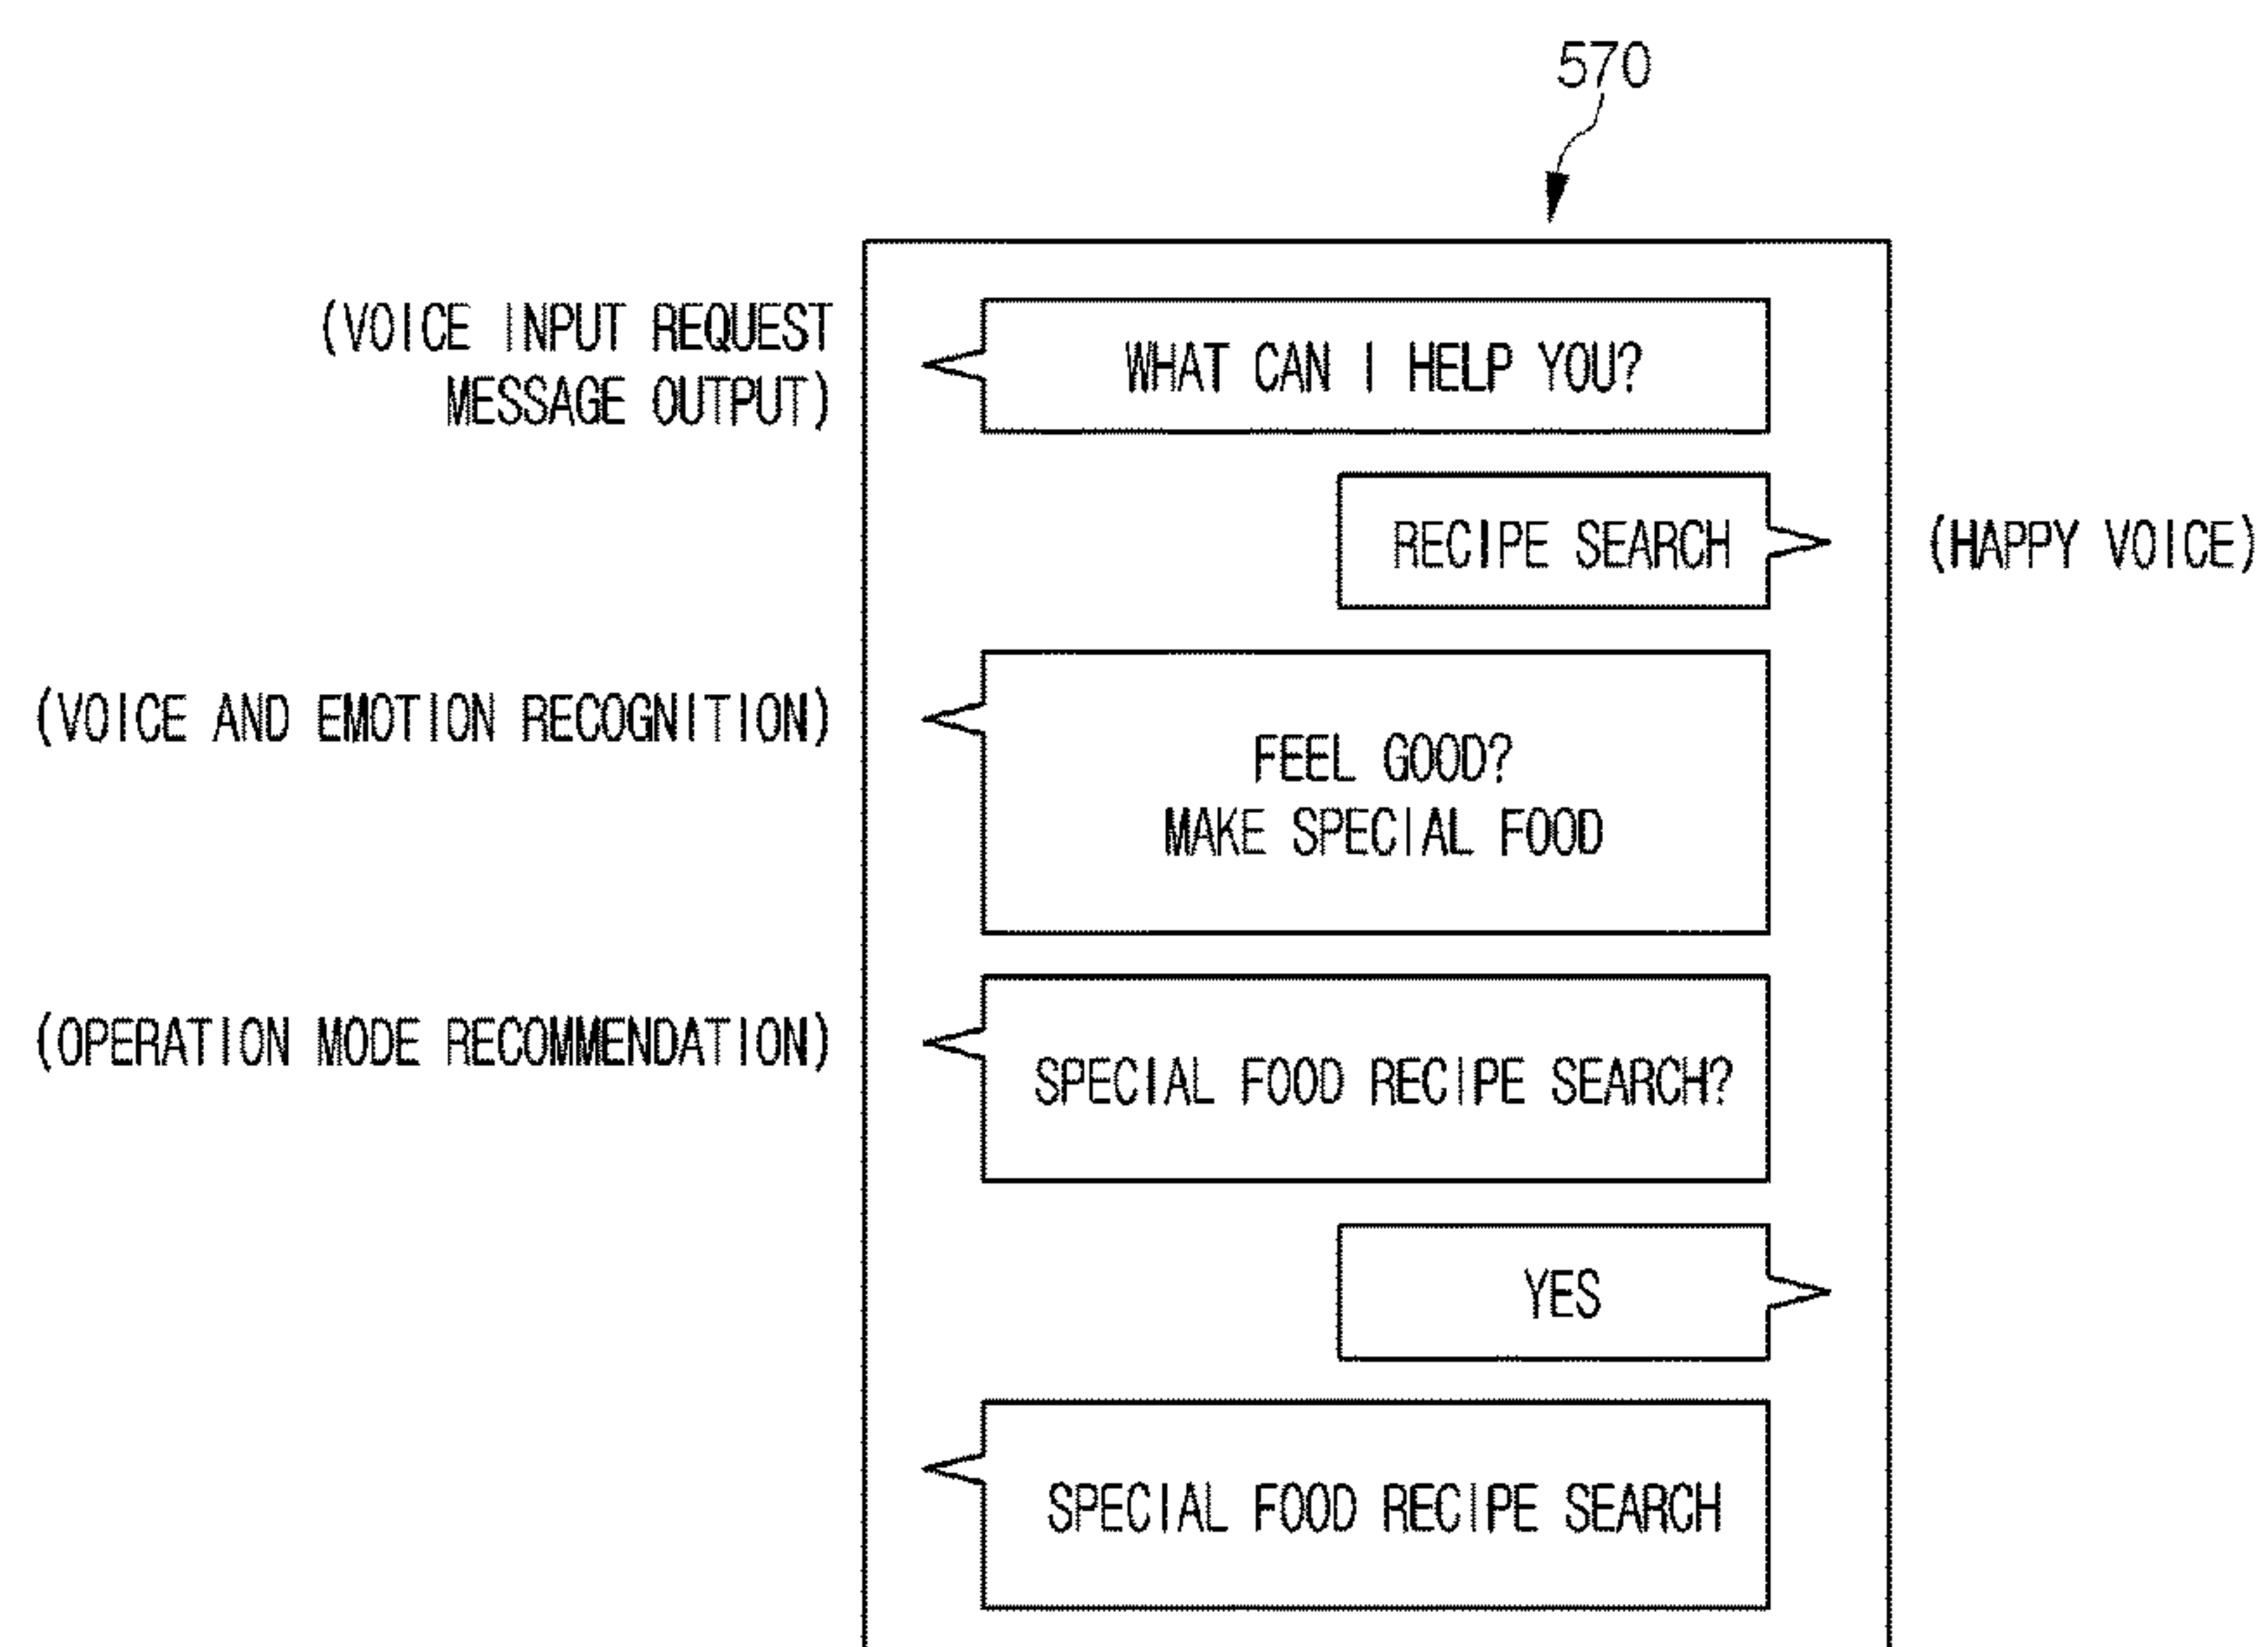 570
(VOICE INPUT REQUEST
MESSAGE OUTPUT)
WHAT CAN I HELP YOU?
RECIPE SEARCH
(HAPPY VOICE)
(VOICE AND EMOTION RECOGNITION)
FEEL GOOD?
MAKE SPECIAL FOOD
(OPERATION MODE RECOMMENDATION)
SPECIAL FOOD RECIPE SEARCH?
YES
SPECIAL FOOD RECIPE SEARCH